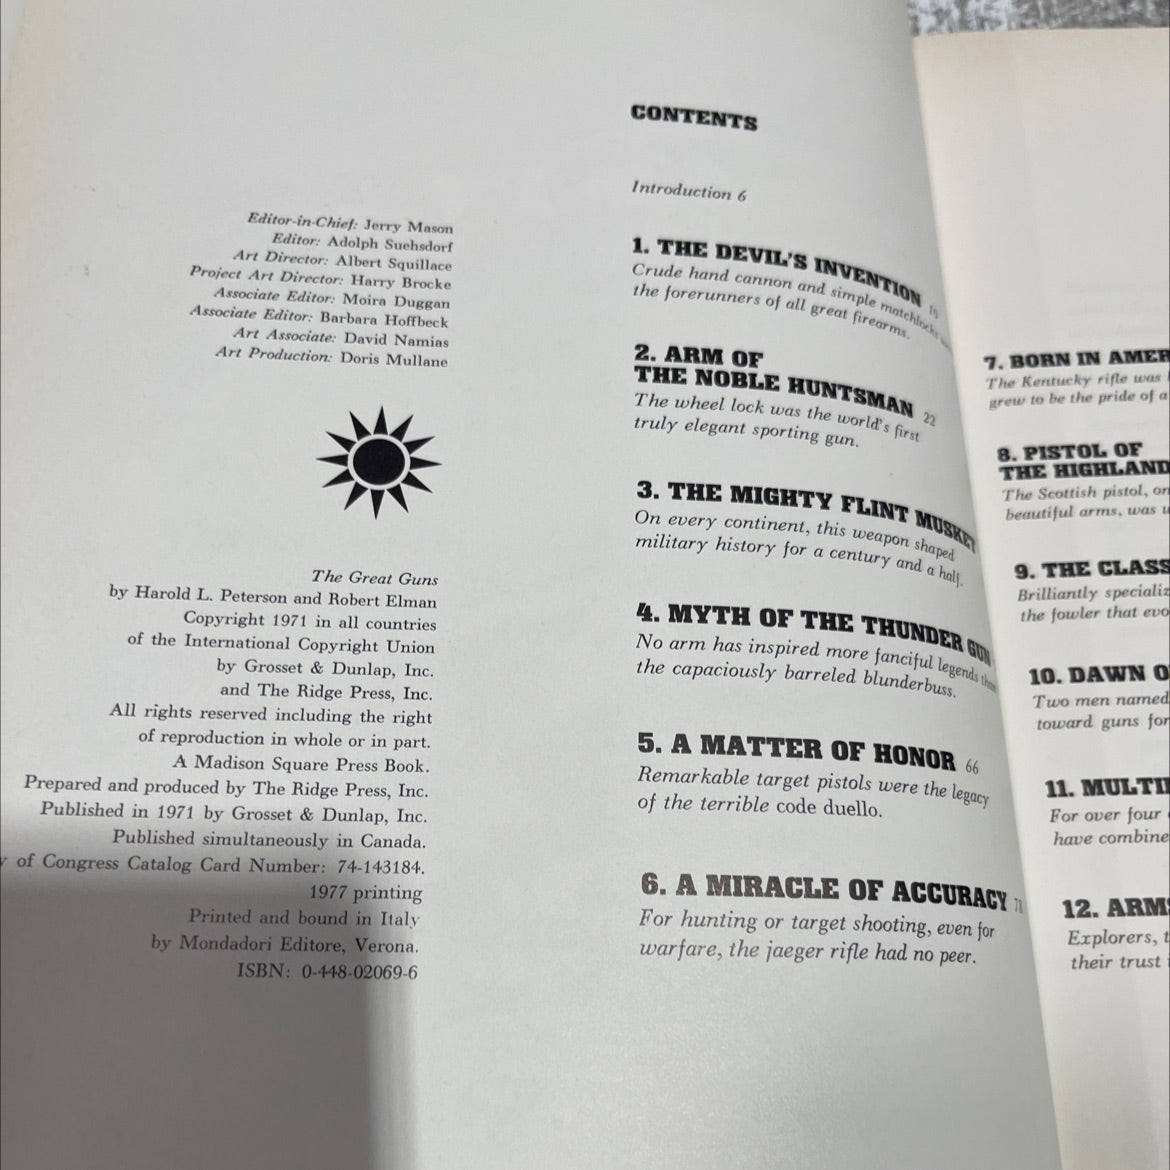 Editor-in-Chief: Jerry Mason
Editor: Adolph Suehsdorf
Art Director: Albert Squillace
Project Art Director: Harry Brocke
Associate Editor: Moira Duggan
Associate Editor: Barbara Hoffbeck
Art Associate: David Namias
Art Production: Doris Mullane
The Great Guns
by Harold L. Peterson and Robert Elman
Copyright 1971 in all countries
of the International Copyright Union
by Grosset & Dunlap, Inc.
and The Ridge Press, Inc.
All rights reserved including the right
of reproduction in whole or in part.
A Madison Square Press Book.
Prepared and produced by The Ridge Press, Inc.
Published in 1971 by Grosset & Dunlap, Inc.
Published simultaneously in Canada.
of Congress Catalog Card Number: 74-143184.
1977 printing
Printed and bound in Italy
by Mondadori Editore, Verona.
ISBN: 0-448-02069-6
CONTENTS
Introduction 6
1. THE DEVIL'S INVENTION
Crude hand cannon and simple matchlocks
the forerunners of all great firearms.
2. ARM OF
THE NOBLE HUNTSMAN 22
The wheel lock was the world's first
truly elegant sporting gun.
3. THE MIGHTY FLINT MUSKET
On every continent, this weapon shaped
military history for a century and a half.
4. MYTH OF THE THUNDER GUN
No arm has inspired more fanciful legends than
the capaciously barreled blunderbuss.
5. A MATTER OF HONOR 66
Remarkable target pistols were the legacy
of the terrible code duello.
6. A MIRACLE OF ACCURACY
For hunting or target shooting, even for
warfare, the jaeger rifle had no peer.
7. BORN IN AMER
The Kentucky rifle was
grew to be the pride of a
8. PISTOL OF
THE HIGHLAND
The Scottish pistol, on
beautiful arms, was u
9. THE CLASS
Brilliantly specializ
the fowler that evo
10. DAWN O
Two men named
toward guns for
11. MULTI
For over four
have combine
12. ARMS
Explorers, t
their trust i